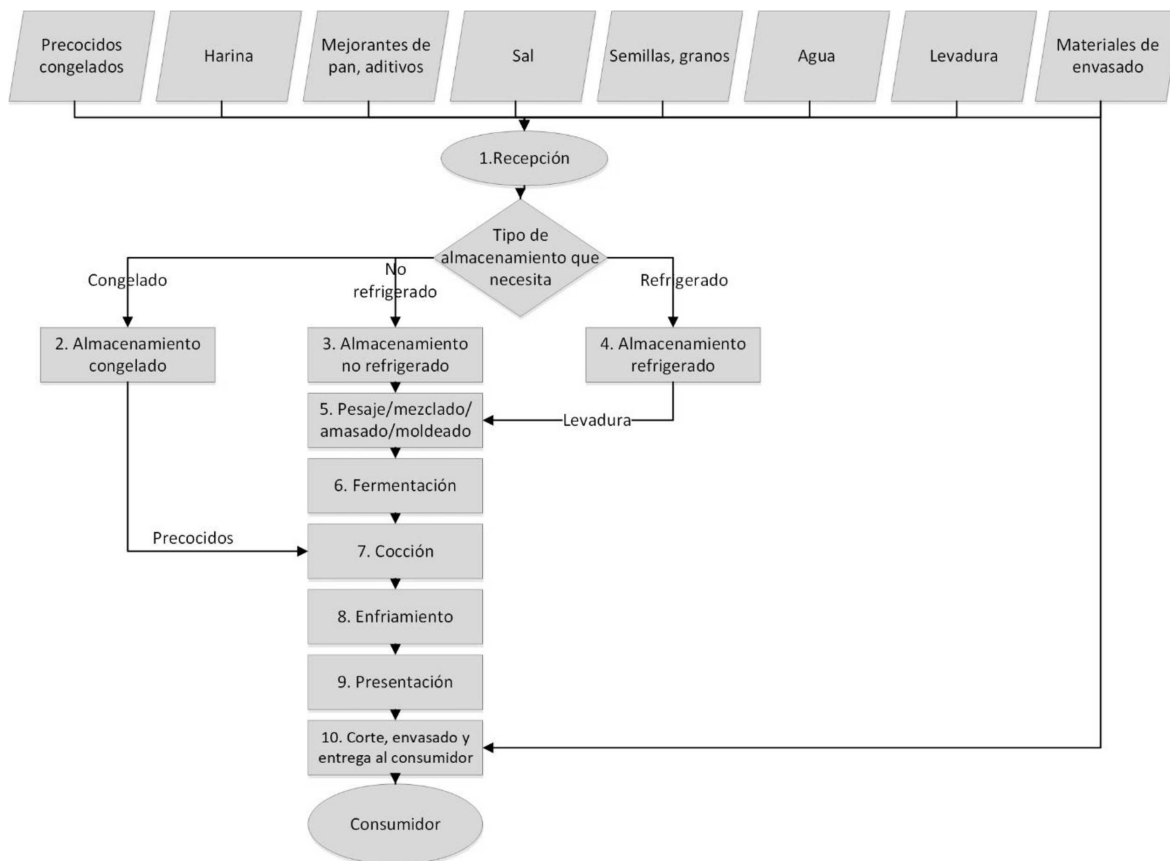 Precocidos
congelados
Harina
Mejorantes de
pan, aditivos
Sal
Semillas, granos
Agua
Levadura
Materiales de
envasado
1.Recepción
Tipo de
almacenamiento que
necesita
Congelado
No
refrigerado
Refrigerado
2. Almacenamiento
congelado
3. Almacenamiento
no refrigerado
4. Almacenamiento
refrigerado
5. Pesaje/mezclado/
amasado/moldeado
Levadura
6. Fermentación
Precocidos
7. Cocción
8. Enfriamiento
9. Presentación
10. Corte, envasado y
entrega al consumidor
Consumidor